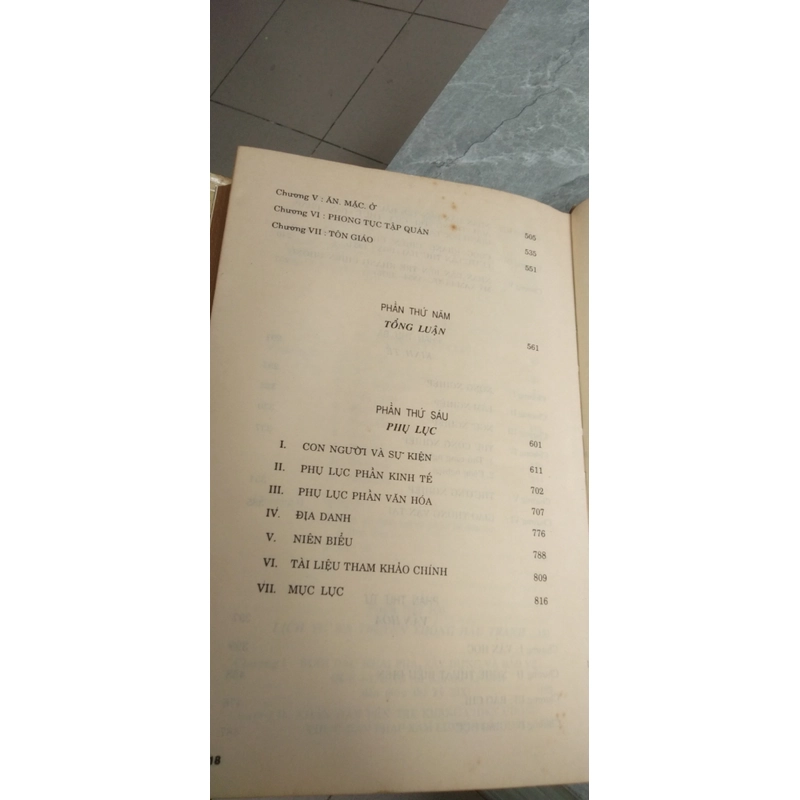 Chương V : ĂN. MẶC. Ở 505
Chương VI : PHONG TỤC TẬP QUÁN 535
Chương VII : TÔN GIÁO 551
PHẦN THỨ NĂM
TỔNG LUẬN 561
PHẦN THỨ SÁU
PHỤ LỤC 601
I. CON NGƯỜI VÀ SỰ KIỆN 611
II. PHỤ LỤC PHẦN KINH TẾ 702
III. PHỤ LỤC PHẦN VĂN HÓA 707
IV. ĐỊA DANH 776
V. NIÊN BIỂU 788
VI. TÀI LIỆU THAM KHẢO CHÍNH 809
VII. MỤC LỤC 816
18